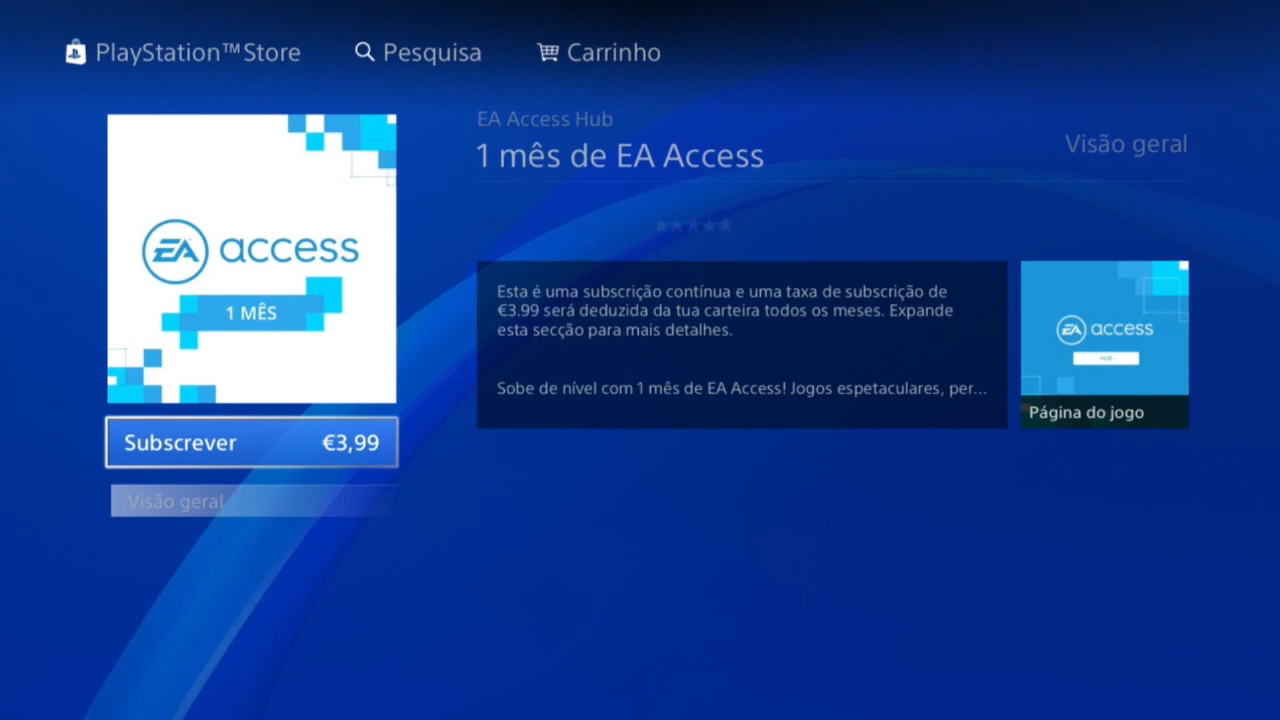 PlayStation™Store
Pesquisa
Carrinho
EA access
1 MÊS
Subscrever €3,99
Visão geral
EA Access Hub
1 mês de EA Access
Visão geral
Esta é uma subscrição contínua e uma taxa de subscrição de
€3.99 será deduzida da tua carteira todos os meses. Expande
esta secção para mais detalhes.
Sobe de nível com 1 mês de EA Access! Jogos espetaculares, per...
EA access
HUB
Página do jogo